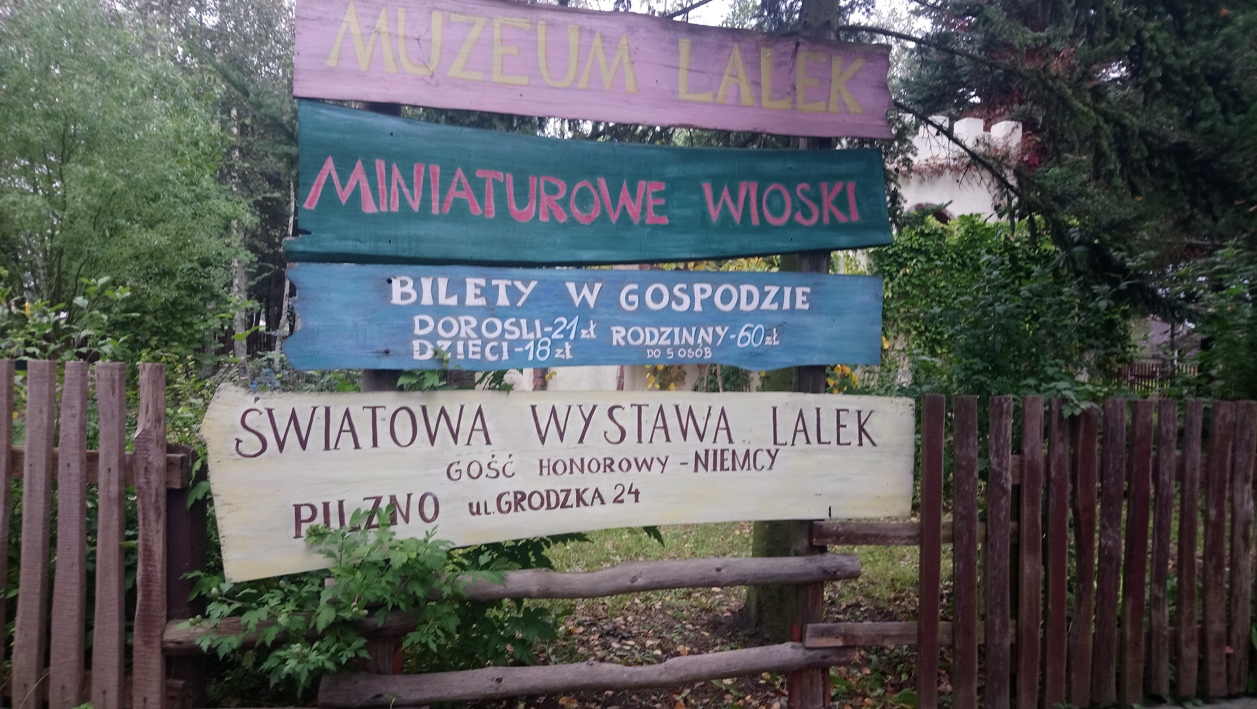 MUZEUM LALEK
MINIATUROWE WIOSKI
BILETY W GOSPODZIE
DOROSLI-21zł RODZINNY-60zł
DZIECI-18zł DO 5 OSÓB
ŚWIATOWA WYSTAWA LALEK
GOŚĆ HONOROWY -NIEMCY
PILZNO ul.GRODZKA 24